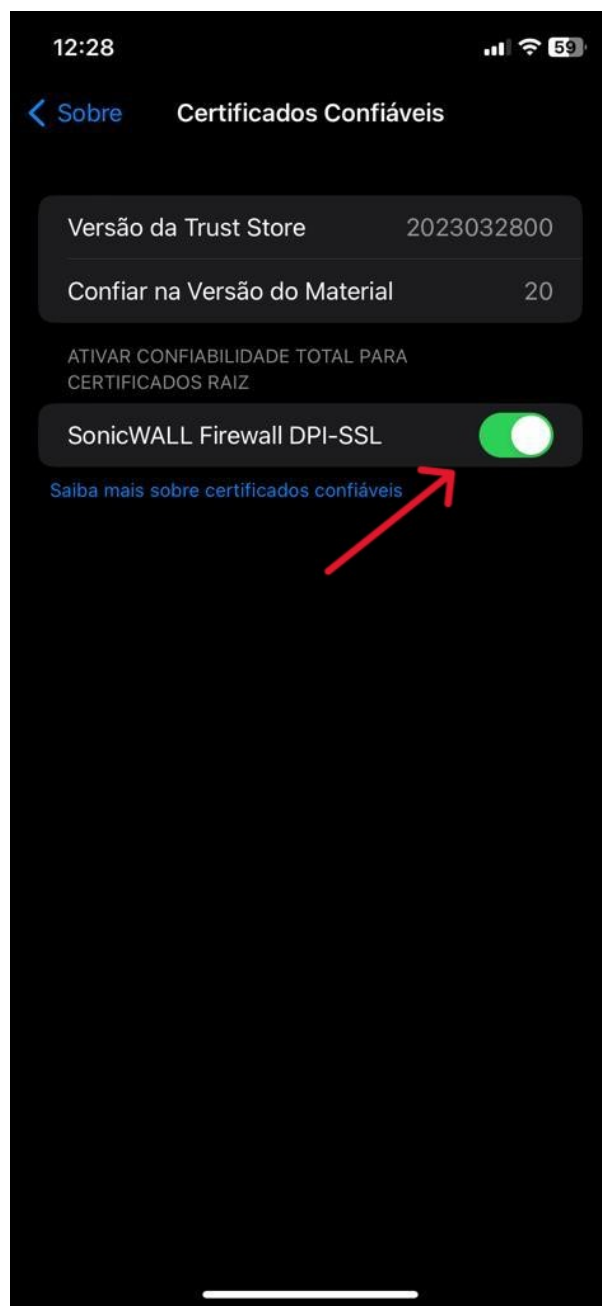 12:28
59
Sobre
Certificados Confiáveis
Versão da Trust Store
2023032800
Confiar na Versão do Material
20
ATIVAR CONFIABILIDADE TOTAL PARA
CERTIFICADOS RAIZ
SonicWALL Firewall DPI-SSL
Saiba mais sobre certificados confiáveis